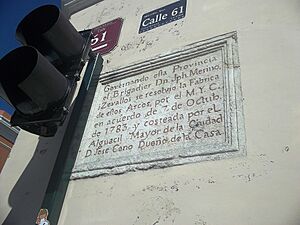 51
Calle 61
Governando esta Provincia
el Brigadier Dn. Jph Merino,
Zevallos se resolvio la Fabrica
de estos Arcos, por el M.Y.C.
en acuerdo de 7 de Octub.
de 1783 y costeada por el
Alguacil Mayor de la Ciudad
D. Jose Cano Dueño de la Casa.